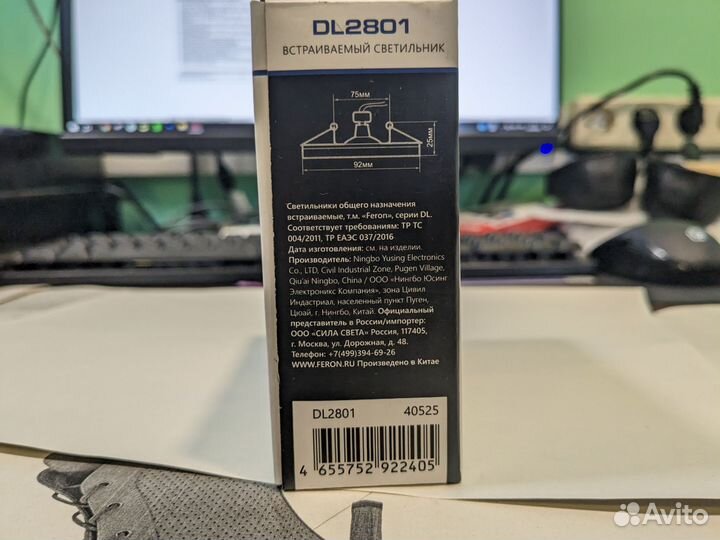 DL2801
ВСТРАИВАЕМЫЙ СВЕТИЛЬНИК
75мм
25мм
92мм
Светильники общего назначения
встраиваемые, т.м. «Feron», серии DL.
Соответствует требованиям: ТР ТС
004/2011, ТР ЕАЭС 037/2016
Дата изготовления: см. на изделии.
Производитель: Ningbo Yusing Electronics
Co., LTD, Civil Industrial Zone, Pugen Village,
Qiu'ai Ningbo, China / ООО «Нингбо Юсинг
Электроникс Компания», зона Цивил
Индастриал, населенный пункт Пуген,
Цюай, г. Нингбо, Китай. Официальный
представитель в России/импортер:
ООО «СИЛА СВЕТА» Россия, 117405,
г. Москва, ул. Дорожная, д. 48.
Телефон: +7(499)394-69-26
WWW.FERON.RU Произведено в Китае
DL2801 40525
4 655752 922405
Avito